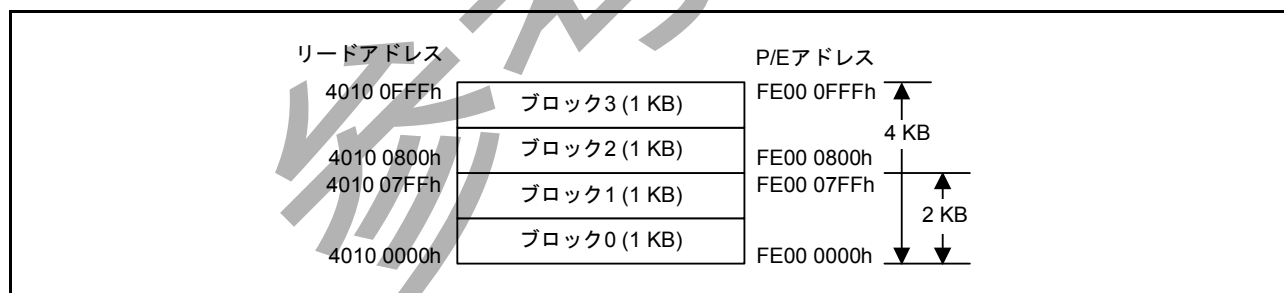 リードアドレス
P/Eアドレス
4010 0FFFh
ブロック3 (1 KB)
FE00 0FFFh
4 KB
ブロック2 (1 KB)
4010 0800h
FE00 0800h
4010 07FFh
FE00 07FFh
ブロック1 (1 KB)
2 KB
ブロック0 (1 KB)
4010 0000h
FE00 0000h